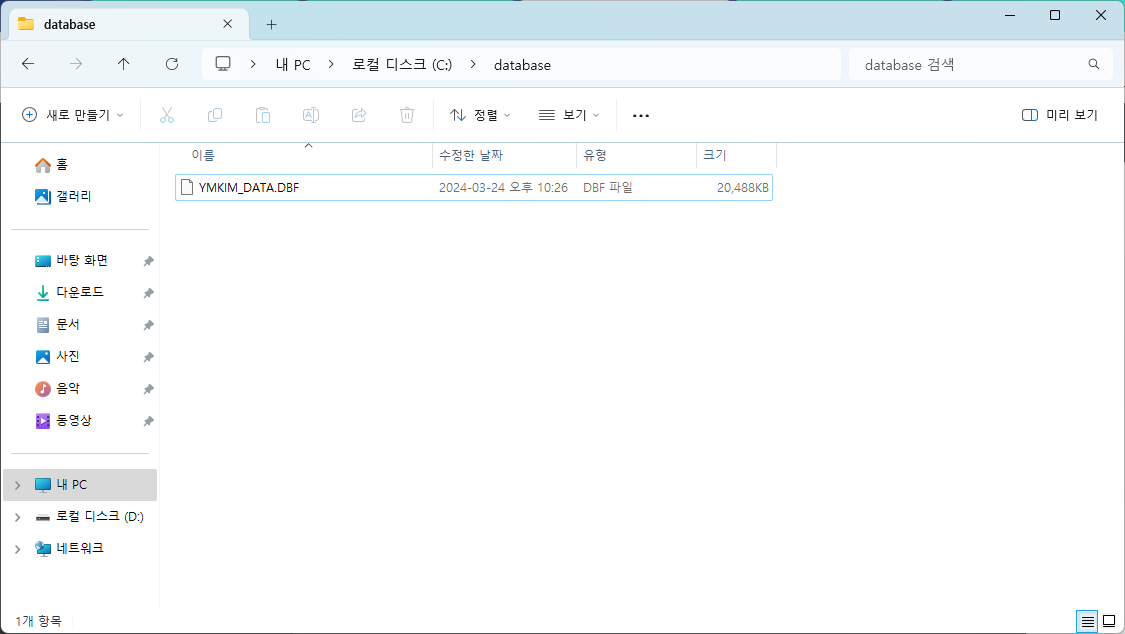 database
내 PC
로컬 디스크 (C:)
database
database 검색
새로 만들기
정렬
보기
미리 보기
홈
갤러리
바탕 화면
다운로드
문서
사진
음악
동영상
내 PC
로컬 디스크 (D:)
네트워크
이름 수정한 날짜 유형 크기
YMKIM_DATA.DBF 2024-03-24 오후 10:26 DBF 파일 20,488KB
1개 항목